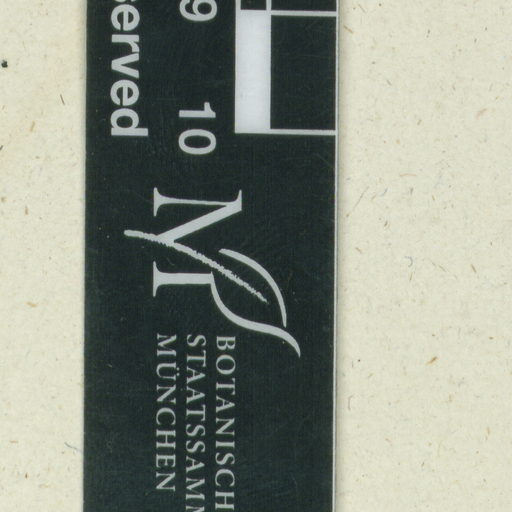 served
9 10
M
BOTANISCH
STAATSSAMM
MÜNCHEN